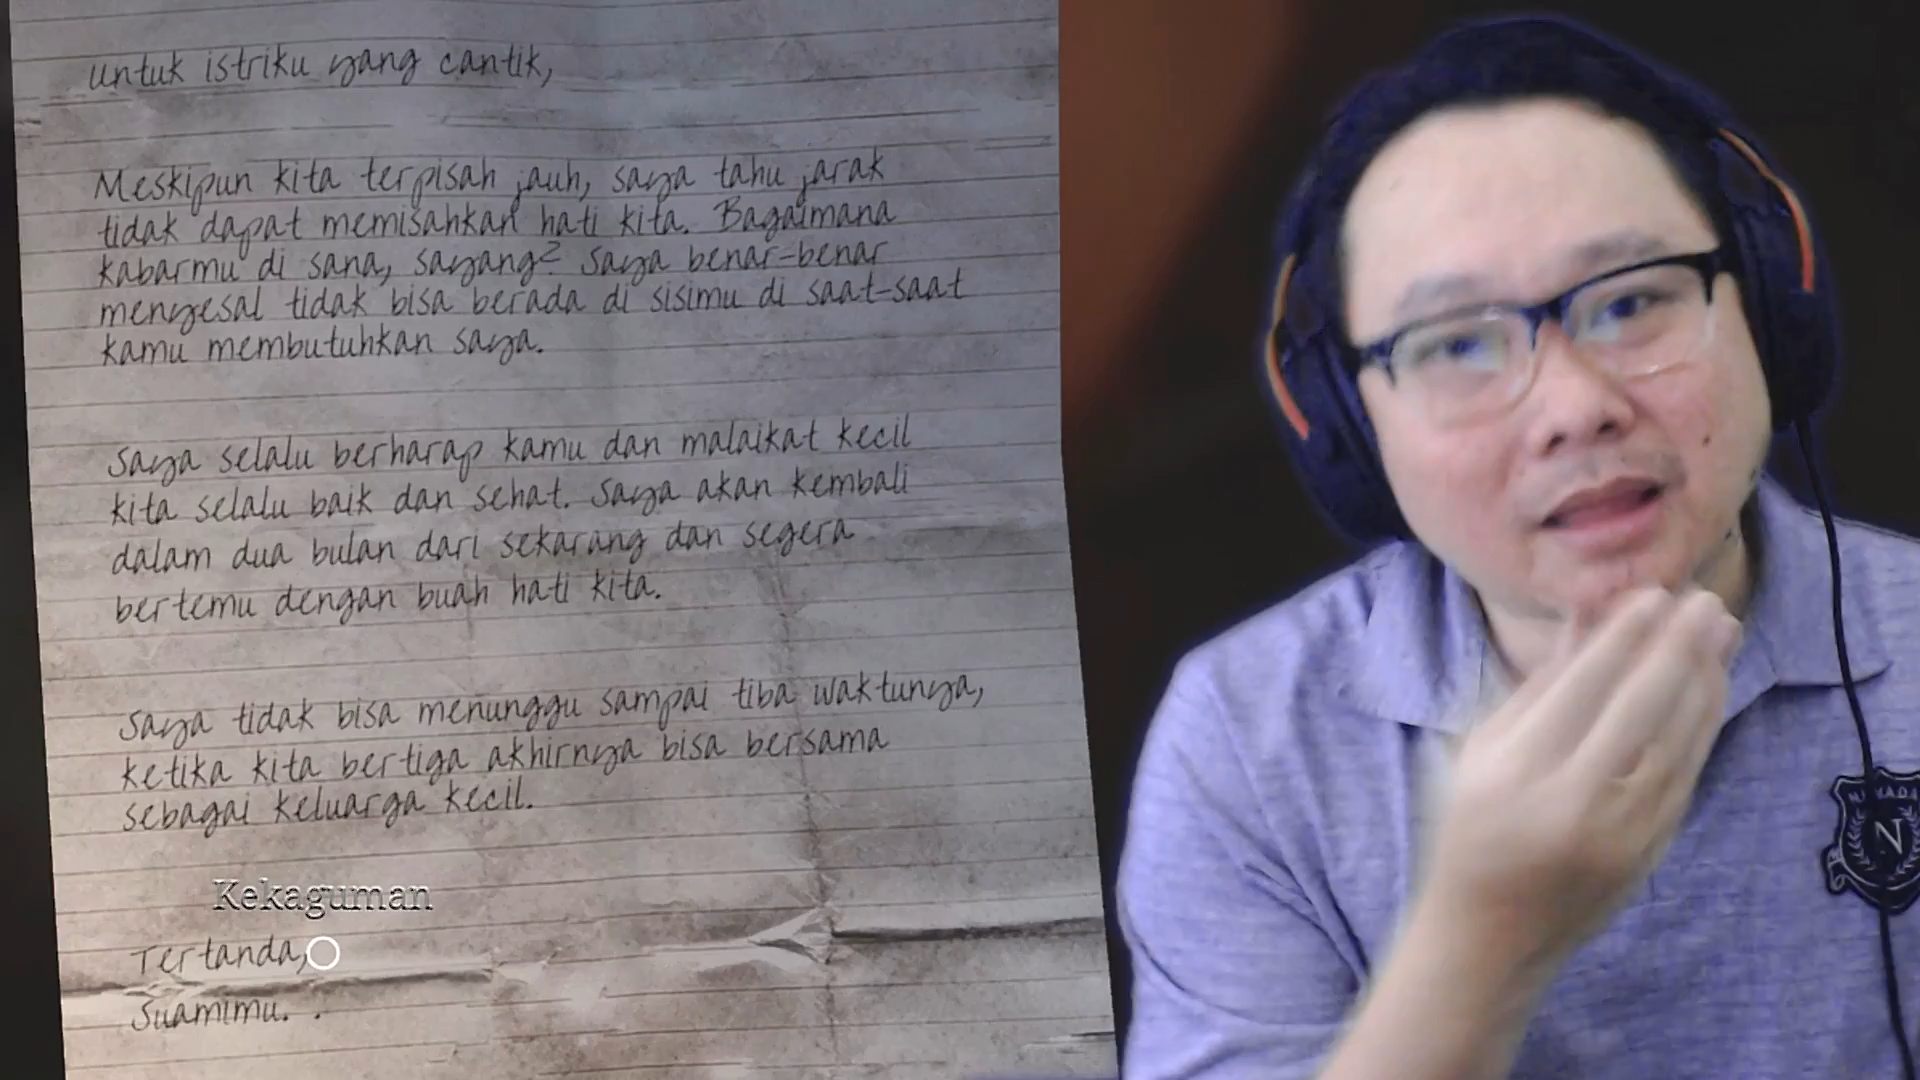 untuk istriku yang cantik,
Meskipun kita terpisah jauh, saya tahu jarak
tidak dapat memisahkan hati kita. Bagaimana
kabarmu di sana, sayang? Saya benar-benar
menyesal tidak bisa berada di sisimu di saat-saat
kamu membutuhkan saya.
Saya selalu berharap kamu dan malaikat kecil
kita selalu baik dan sehat. Saya akan kembali
dalam dua bulan dari sekarang dan segera
bertemu dengan buah hati kita.
Saya tidak bisa menunggu sampai tiba waktunya,
ketika kita bertiga akhirnya bisa bersama
sebagai keluarga kecil.
Kekaguman
Tertanda,
Suamimu. .
N